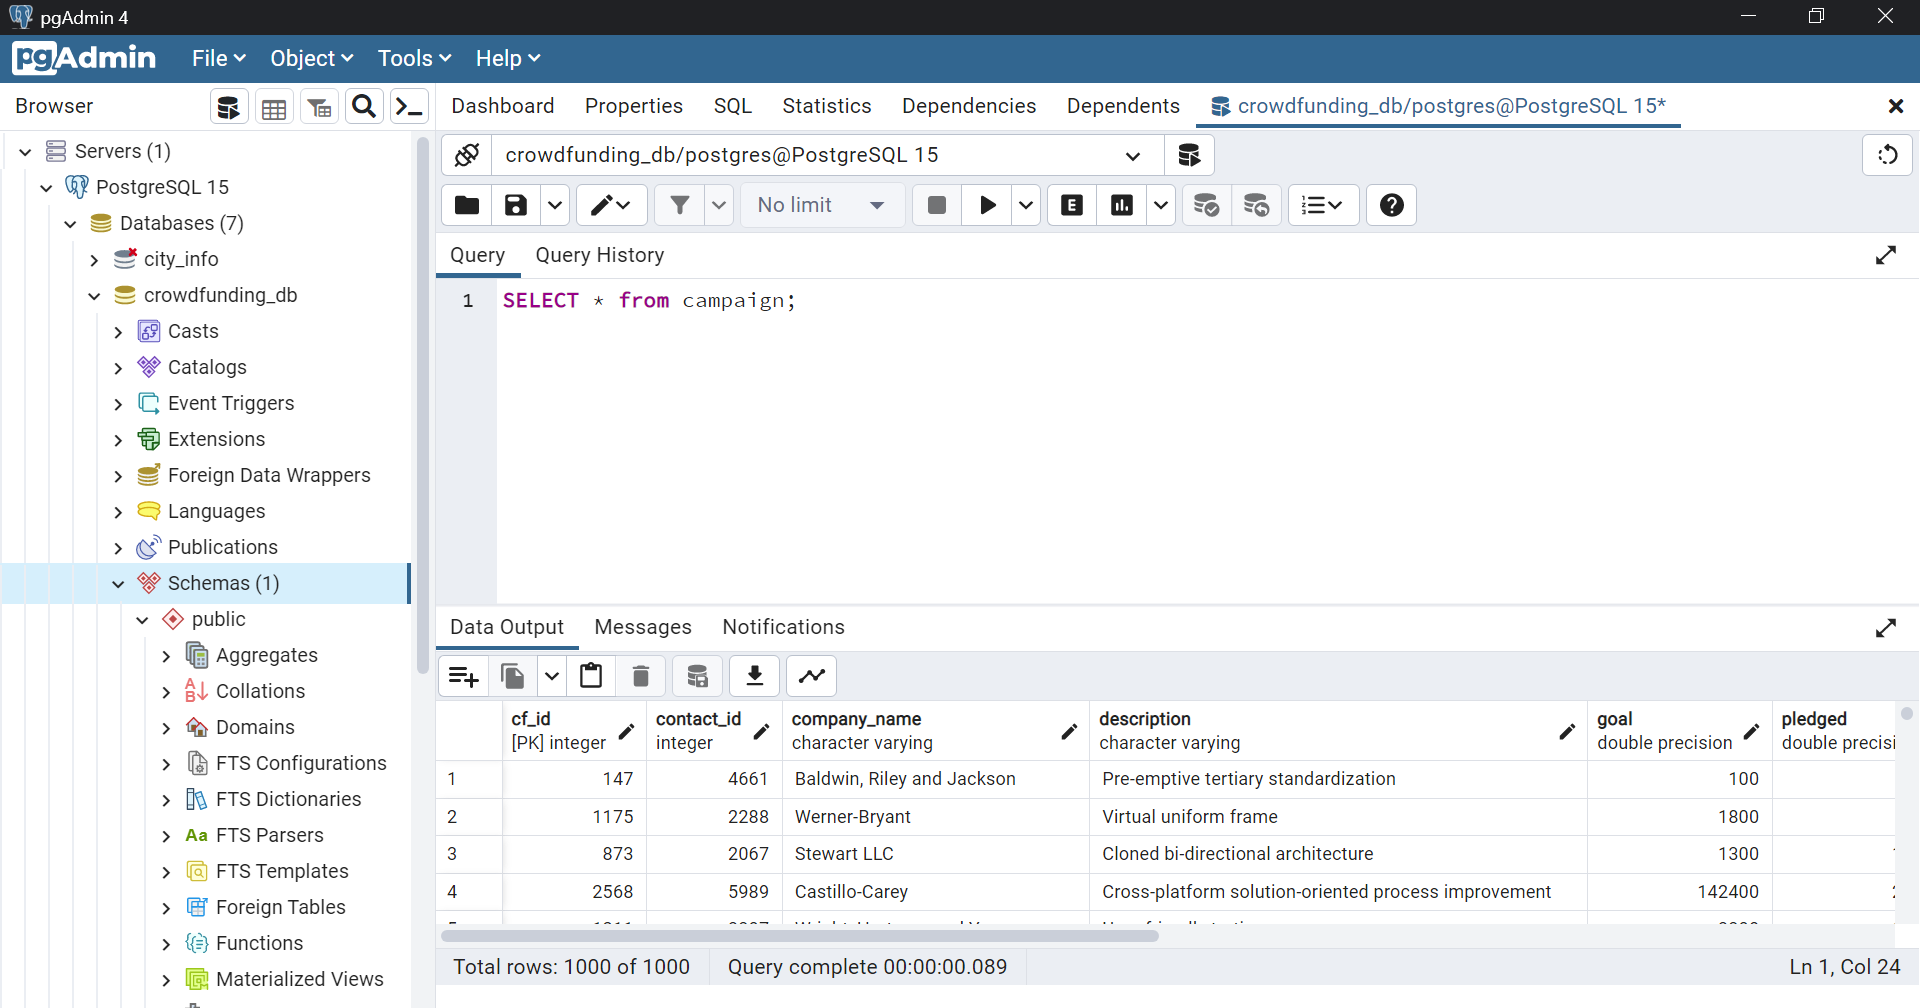 pgAdmin 4
pgAdmin File Object Tools Help
Browser
Dashboard Properties SQL Statistics Dependencies Dependents crowdfunding_db/postgres@PostgreSQL 15*
Servers (1)
PostgreSQL 15
Databases (7)
city_info
crowdfunding_db
Casts
Catalogs
Event Triggers
Extensions
Foreign Data Wrappers
Languages
Publications
Schemas (1)
public
Aggregates
Collations
Domains
FTS Configurations
FTS Dictionaries
Aa FTS Parsers
FTS Templates
Foreign Tables
Functions
Materialized Views
crowdfunding_db/postgres@PostgreSQL 15
No limit E
Query Query History
1 SELECT * from campaign;
Data Output Messages Notifications
cf_id contact_id company_name description goal pledged
[PK] integer integer character varying character varying double precision double precisi
1 147 4661 Baldwin, Riley and Jackson Pre-emptive tertiary standardization 100
2 1175 2288 Werner-Bryant Virtual uniform frame 1800
3 873 2067 Stewart LLC Cloned bi-directional architecture 1300
4 2568 5989 Castillo-Carey Cross-platform solution-oriented process improvement 142400
Total rows: 1000 of 1000 Query complete 00:00:00.089 Ln 1, Col 24